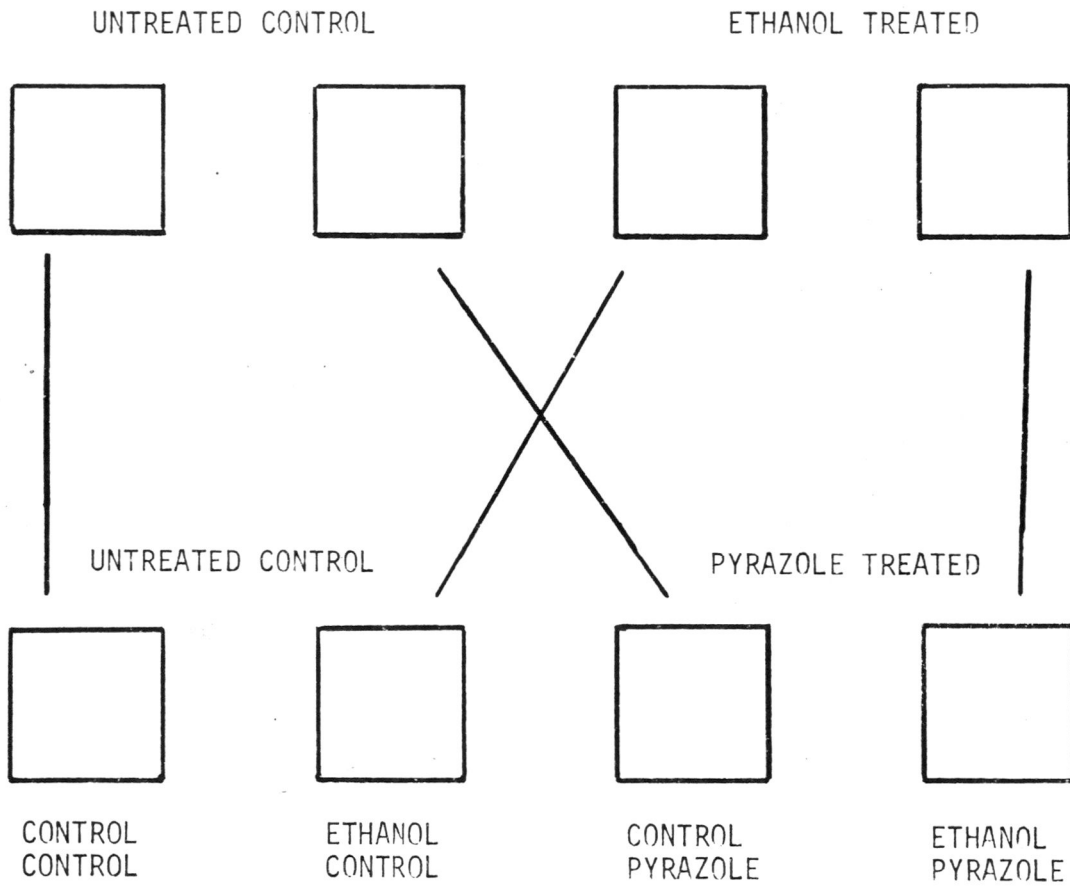 UNTREATED CONTROL ETHANOL TREATED
UNTREATED CONTROL PYRAZOLE TREATED
CONTROL ETHANOL CONTROL ETHANOL
CONTROL CONTROL PYRAZOLE PYRAZOLE